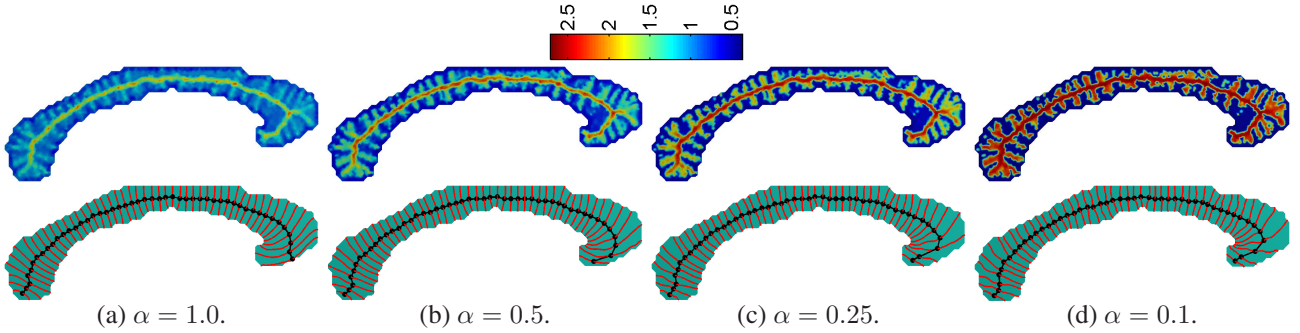 2.5 2 1.5 1 0.5
(a) α = 1.0. (b) α = 0.5. (c) α = 0.25. (d) α = 0.1.